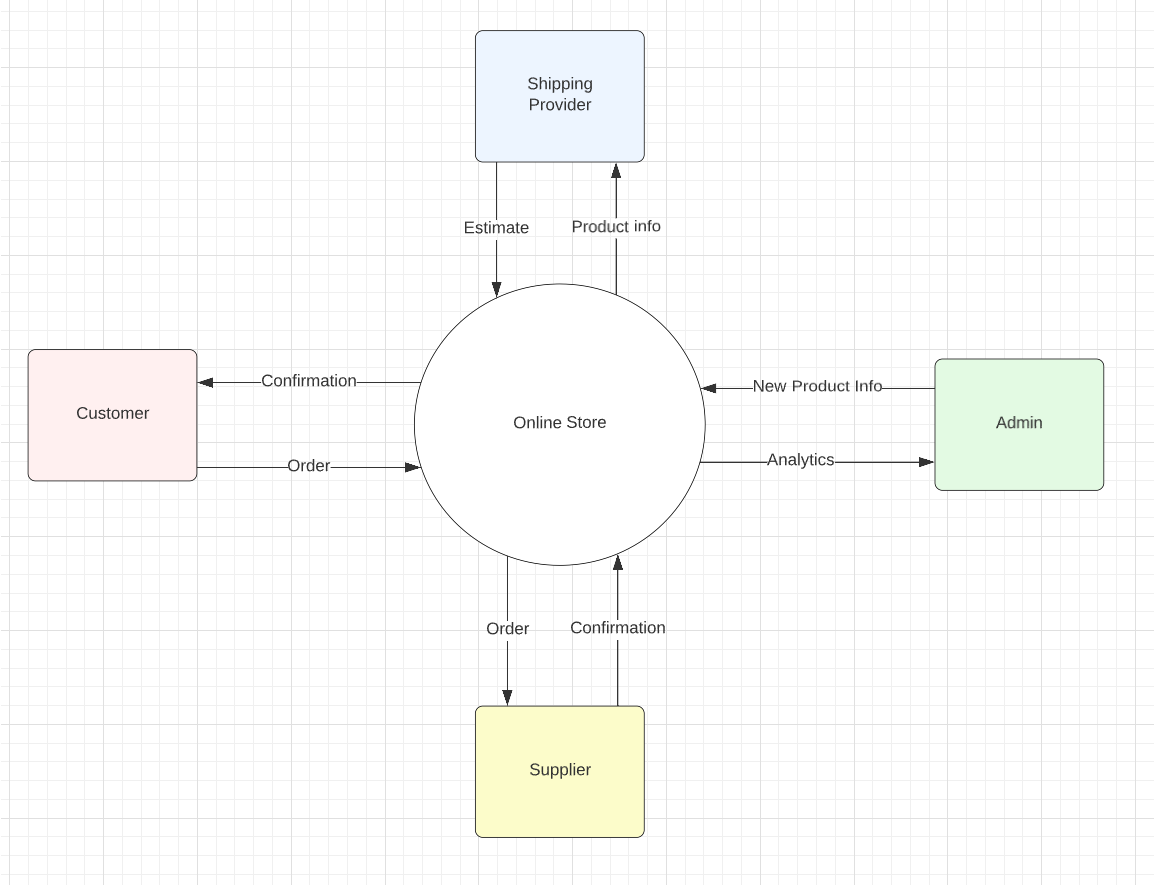 Shipping
Provider
Estimate
Product info
Confirmation
New Product Info
Customer
Online Store
Admin
Order
Analytics
Order
Confirmation
Supplier